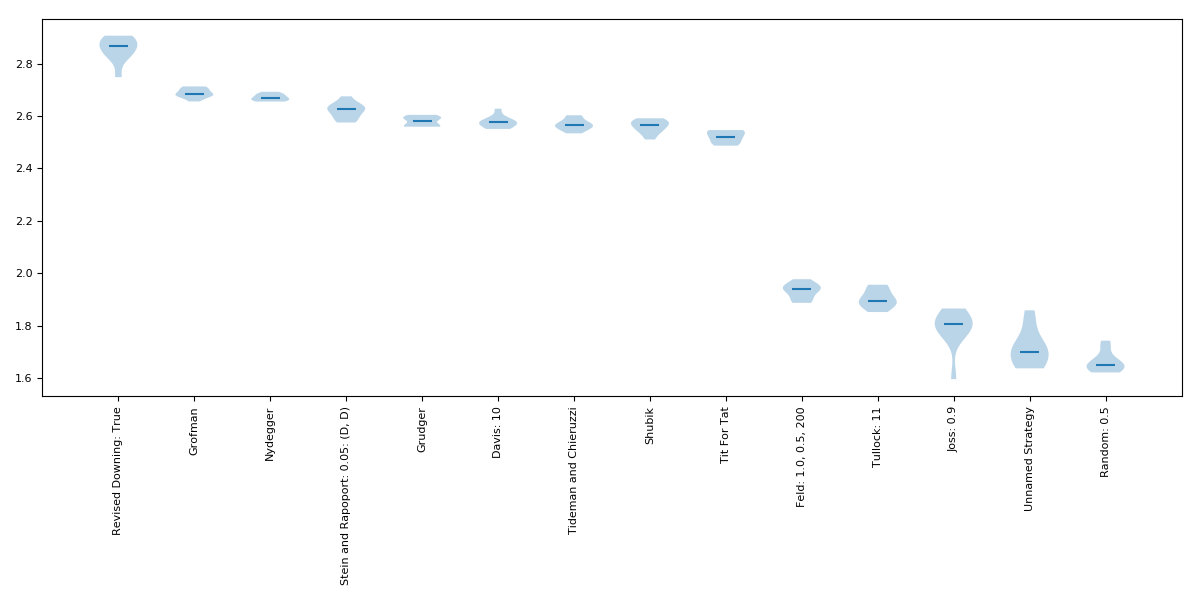 2.8
2.6
2.4
2.2
2.0
1.8
1.6
Revised Downing: True
Grofman
Nydegger
Stein and Rapoport: 0.05: (D, D)
Grudger
Davis: 10
Tideman and Chieruzzi
Shubik
Tit For Tat
Feld: 1.0, 0.5, 200
Tullock: 11
Joss: 0.9
Unnamed Strategy
Random: 0.5